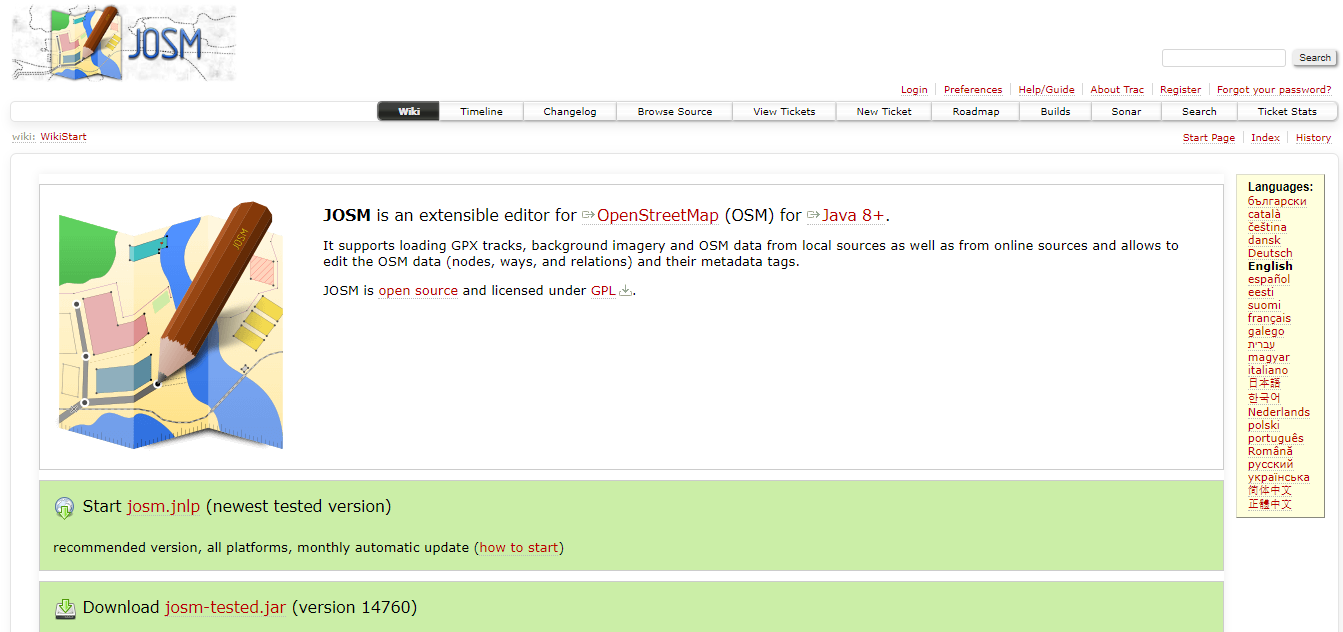 JOSM
Search
Login Preferences Help/Guide About Trac Register Forgot your password?
Wiki Timeline Changelog Browse Source View Tickets New Ticket Roadmap Builds Sonar Search Ticket Stats
wiki: WikiStart
Start Page Index History
JOSM
JOSM is an extensible editor for OpenStreetMap (OSM) for Java 8+.
It supports loading GPX tracks, background imagery and OSM data from local sources as well as from online sources and allows to
edit the OSM data (nodes, ways, and relations) and their metadata tags.
JOSM is open source and licensed under GPL.
Start josm.jnlp (newest tested version)
recommended version, all platforms, monthly automatic update (how to start)
Download josm-tested.jar (version 14760)
Languages:
български
català
čeština
dansk
Deutsch
English
español
eesti
suomi
français
galego
עברית
magyar
italiano
日本語
한국어
Nederlands
polski
português
Română
русский
українська
简体中文
正體中文